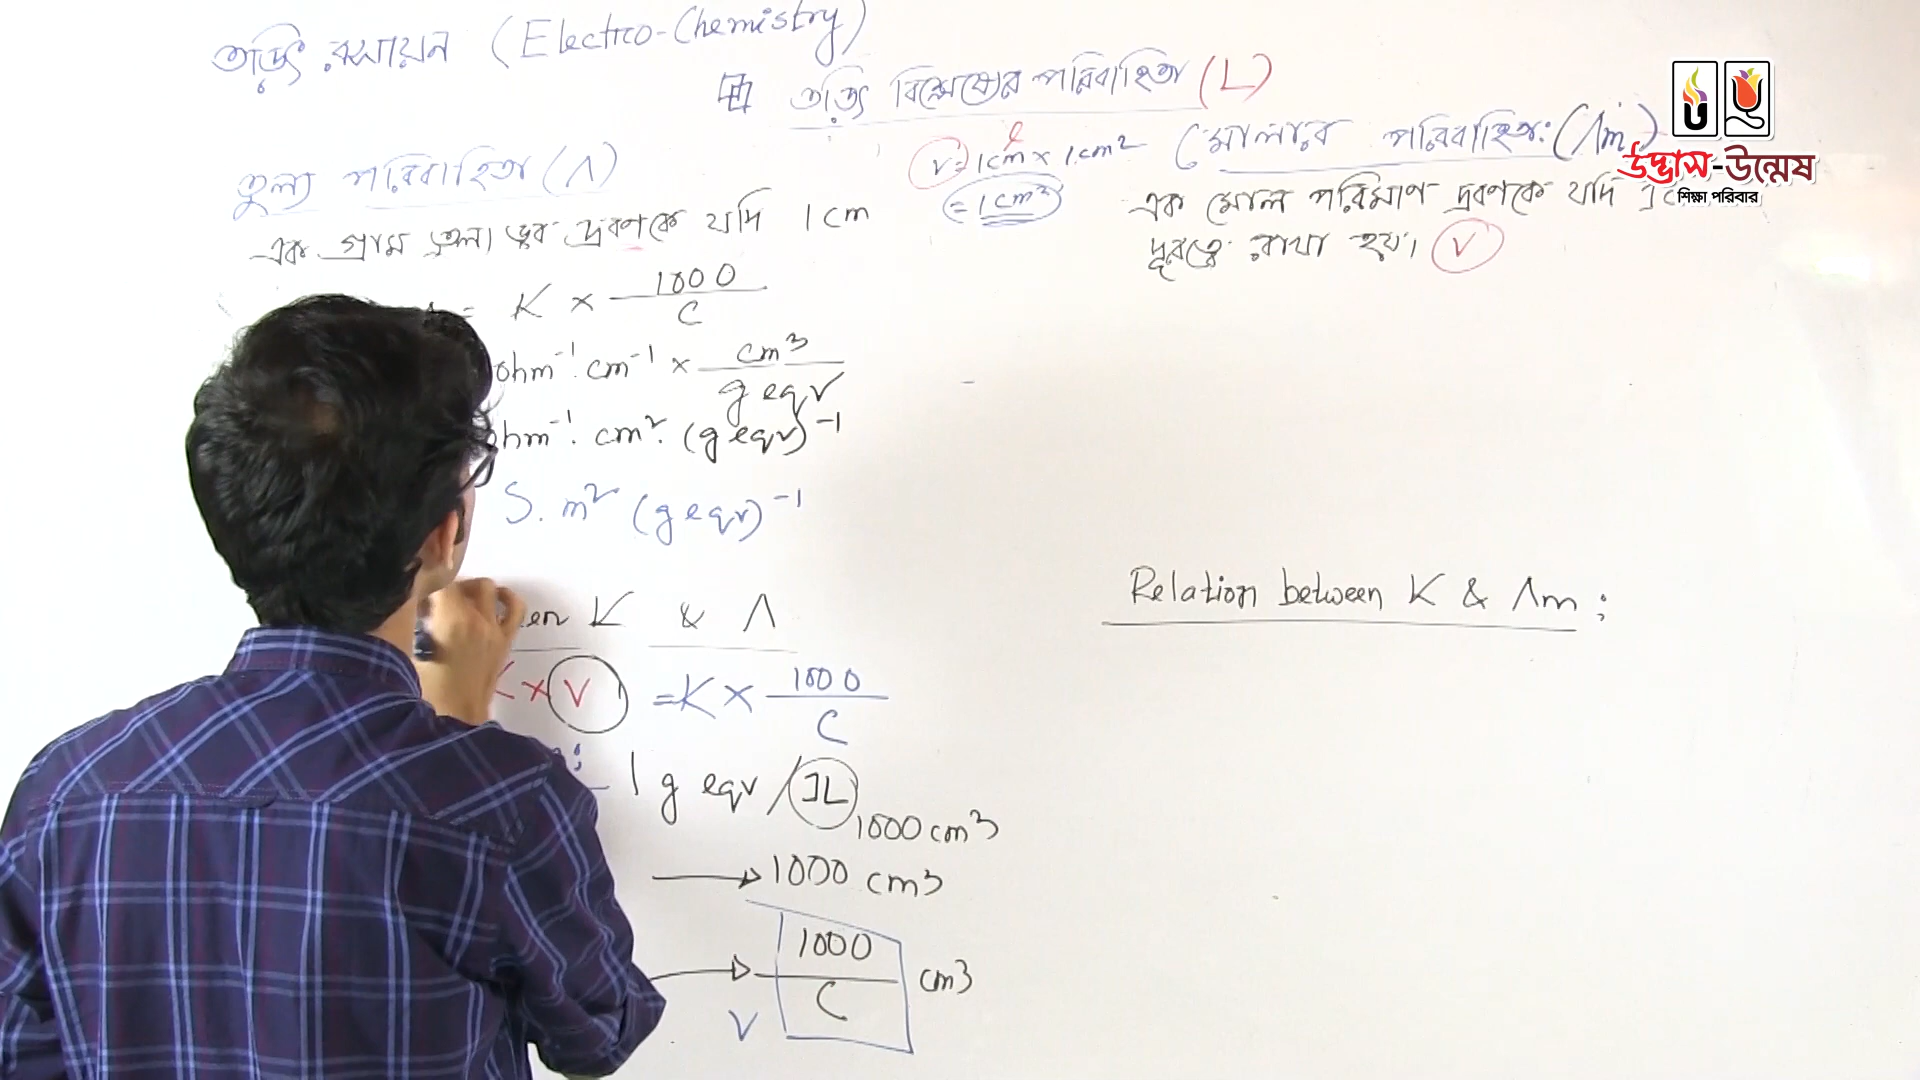 তড়িৎ রসায়ন (Electro-Chemistry)
তড়িৎ বিশ্লেষ্যের পরিবাহিতা (L)
l
V = 1cm x 1cm²
= 1cm³
তুল্য পরিবাহিতা (Λ)
এক গ্রাম তুল্য ভর দ্রবণকে যদি 1 cm
= K × 1000 / C
ohm⁻¹. cm⁻¹ × cm³ / g eqv
ohm⁻¹. cm². (g eqv)⁻¹
S. m² (g eqv)⁻¹
K & Λ
K × V = K × 1000 / C
1 g eqv / 1L
1000 cm³
→ 1000 cm³
→ 1000 / C cm³
V
মোলার পরিবাহিতা: (Λm)
এক মোল পরিমাণ দ্রবণকে যদি
দূরত্বে রাখা হয়। V
Relation between K & Λm :
উদ্ভাস-উন্মেষ
শিক্ষা পরিবার